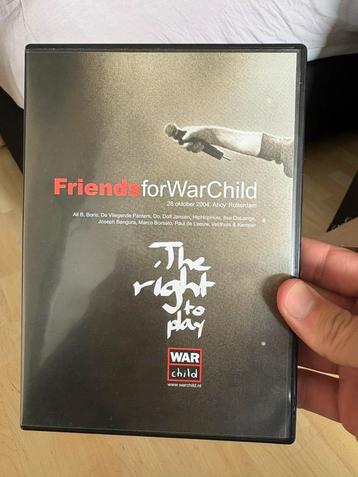 FriendsforWarChild
28 oktober 2004, Ahoy' Rotterdam
Ali B, Boris, De Vliegende Panters, Do, Dolf Jansen, HipHopHuis, Ilse DeLange,
Joseph Bangura, Marco Borsato, Paul de Leeuw, Veldhuis & Kemper
The
right
to
play
WAR
child
www.warchild.nl